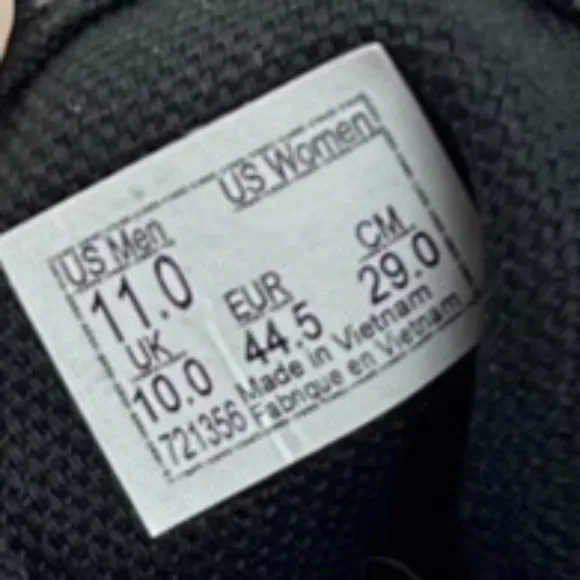 US Men US Women
11.0
UK EUR CM
10.0 44.5 29.0
721356 Made in Vietnam
Fabriqué en Vietnam